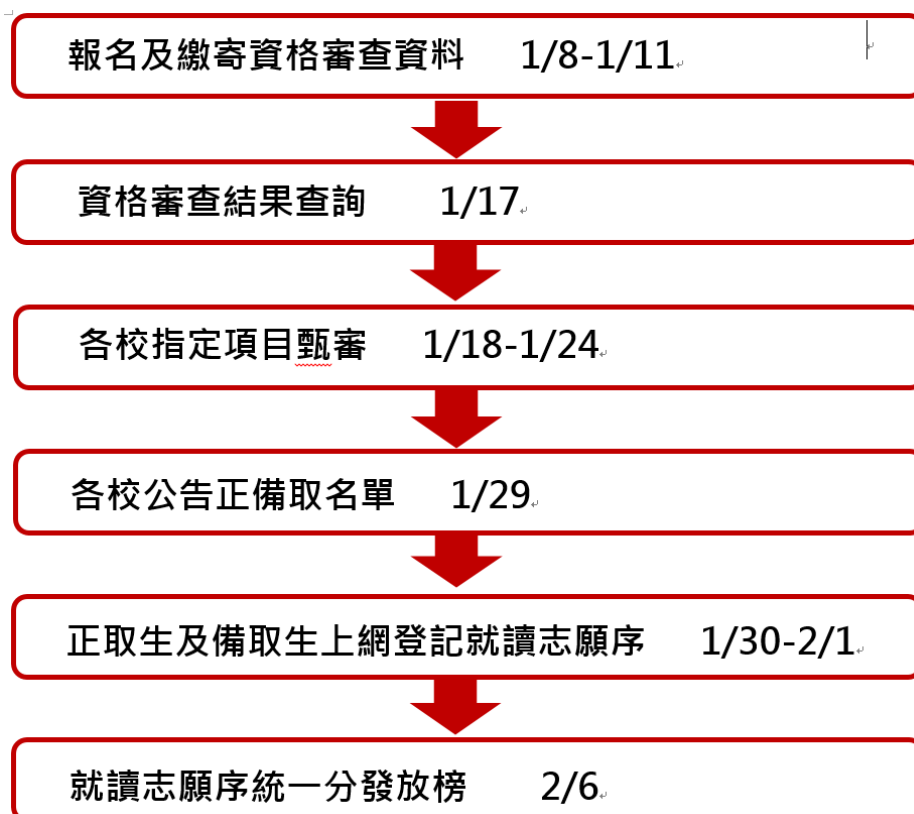 報名及繳寄資格審查資料 1/8-1/11
資格審查結果查詢 1/17
各校指定項目甄審 1/18-1/24
各校公告正備取名單 1/29
正取生及備取生上網登記就讀志願序 1/30-2/1
就讀志願序統一分發放榜 2/6